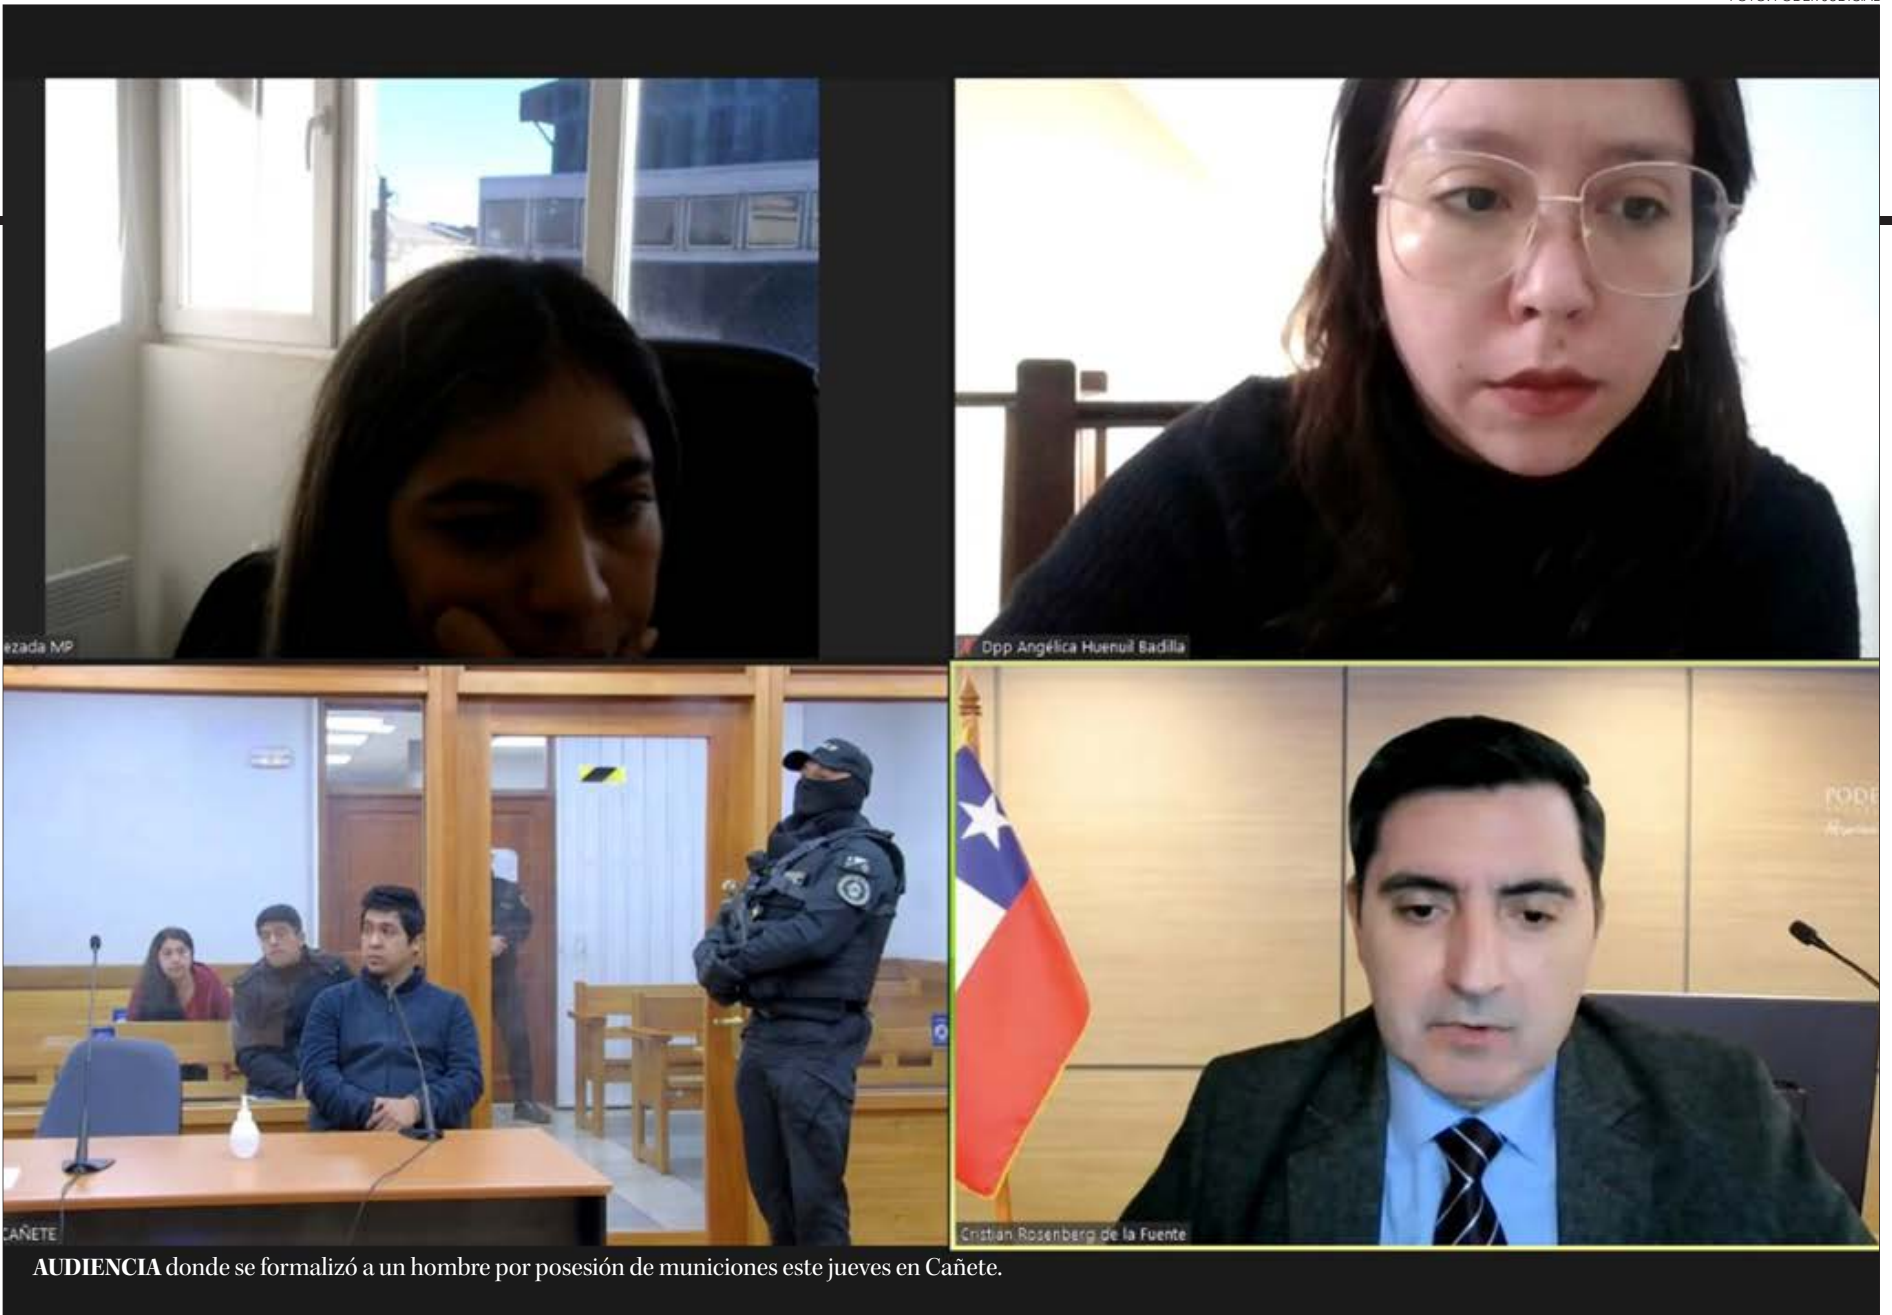 ezada MP
Dpp Angélica Huenuil Badilla
PODE
CAÑETE
Cristian Rosenberg de la Fuente
AUDIENCIA donde se formalizó a un hombre por posesión de municiones este jueves en Cañete.